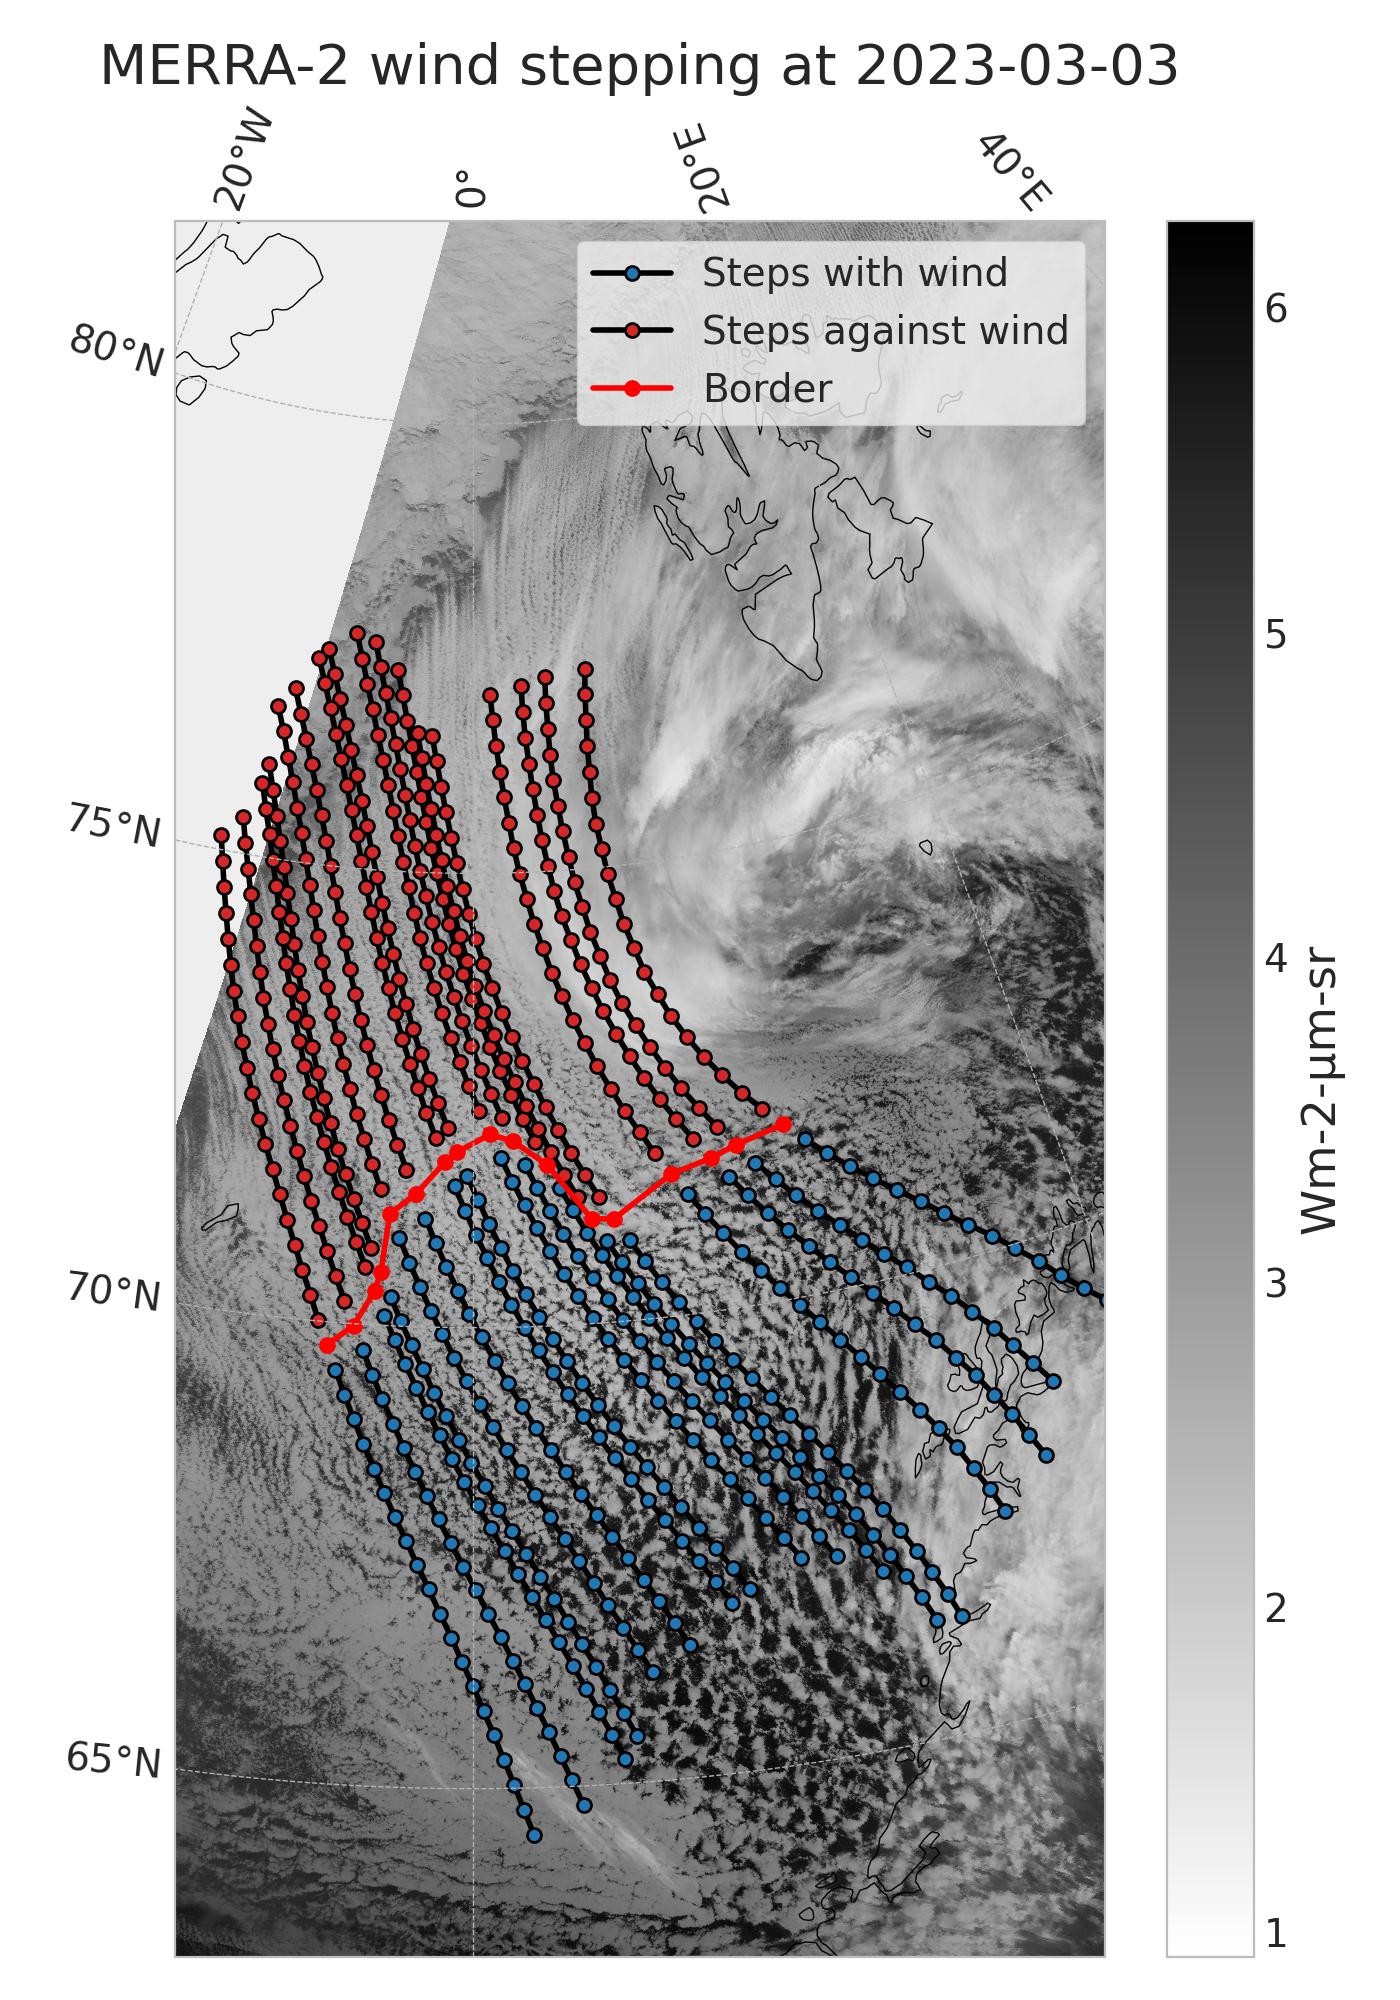 MERRA-2 wind stepping at 2023-03-03
20°W
0°
20°E
40°E
Steps with wind
Steps against wind
Border
80°N
75°N
70°N
65°N
6
5
4
3
2
1
Wm-2-μm-sr